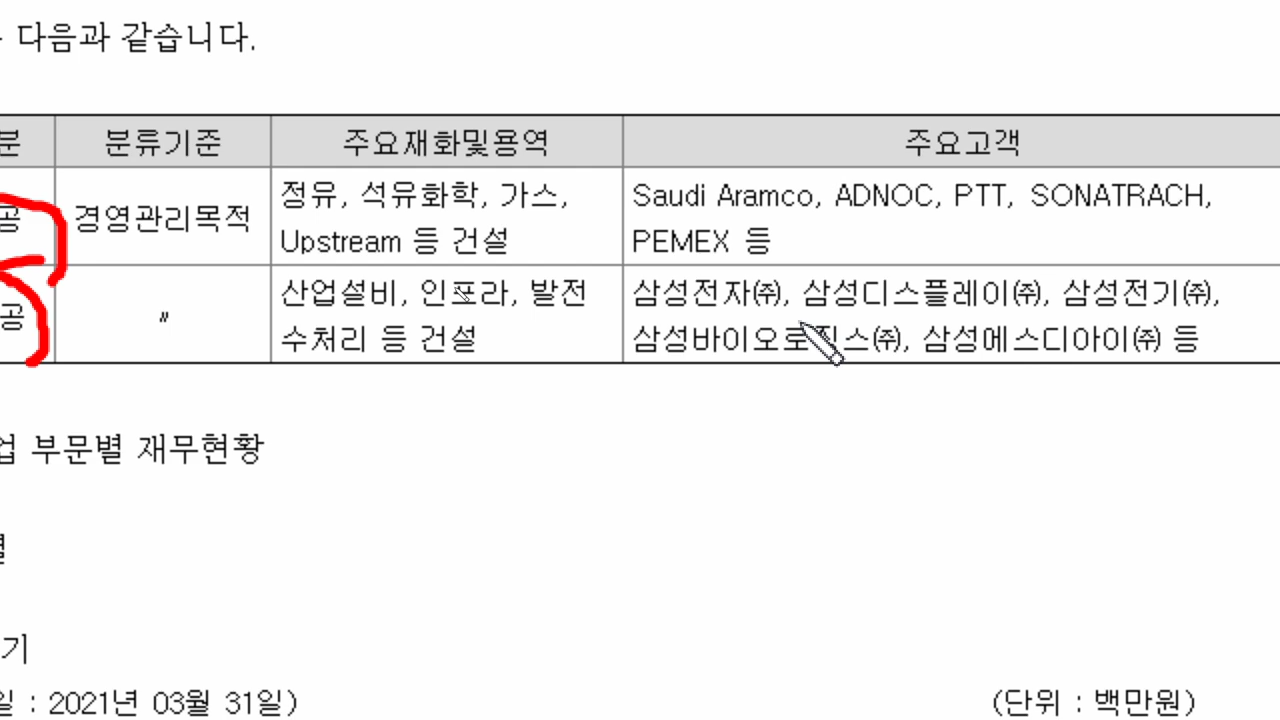 다음과 같습니다.
분 분류기준 주요재화및용역 주요고객
공 경영관리목적 정유, 석유화학, 가스, Saudi Aramco, ADNOC, PTT, SONATRACH,
Upstream 등 건설 PEMEX 등
공 〃 산업설비, 인프라, 발전 삼성전자㈜, 삼성디스플레이㈜, 삼성전기㈜,
수처리 등 건설 삼성바이오로직스㈜, 삼성에스디아이㈜ 등
업 부문별 재무현황
기
일 : 2021년 03월 31일) (단위 : 백만원)